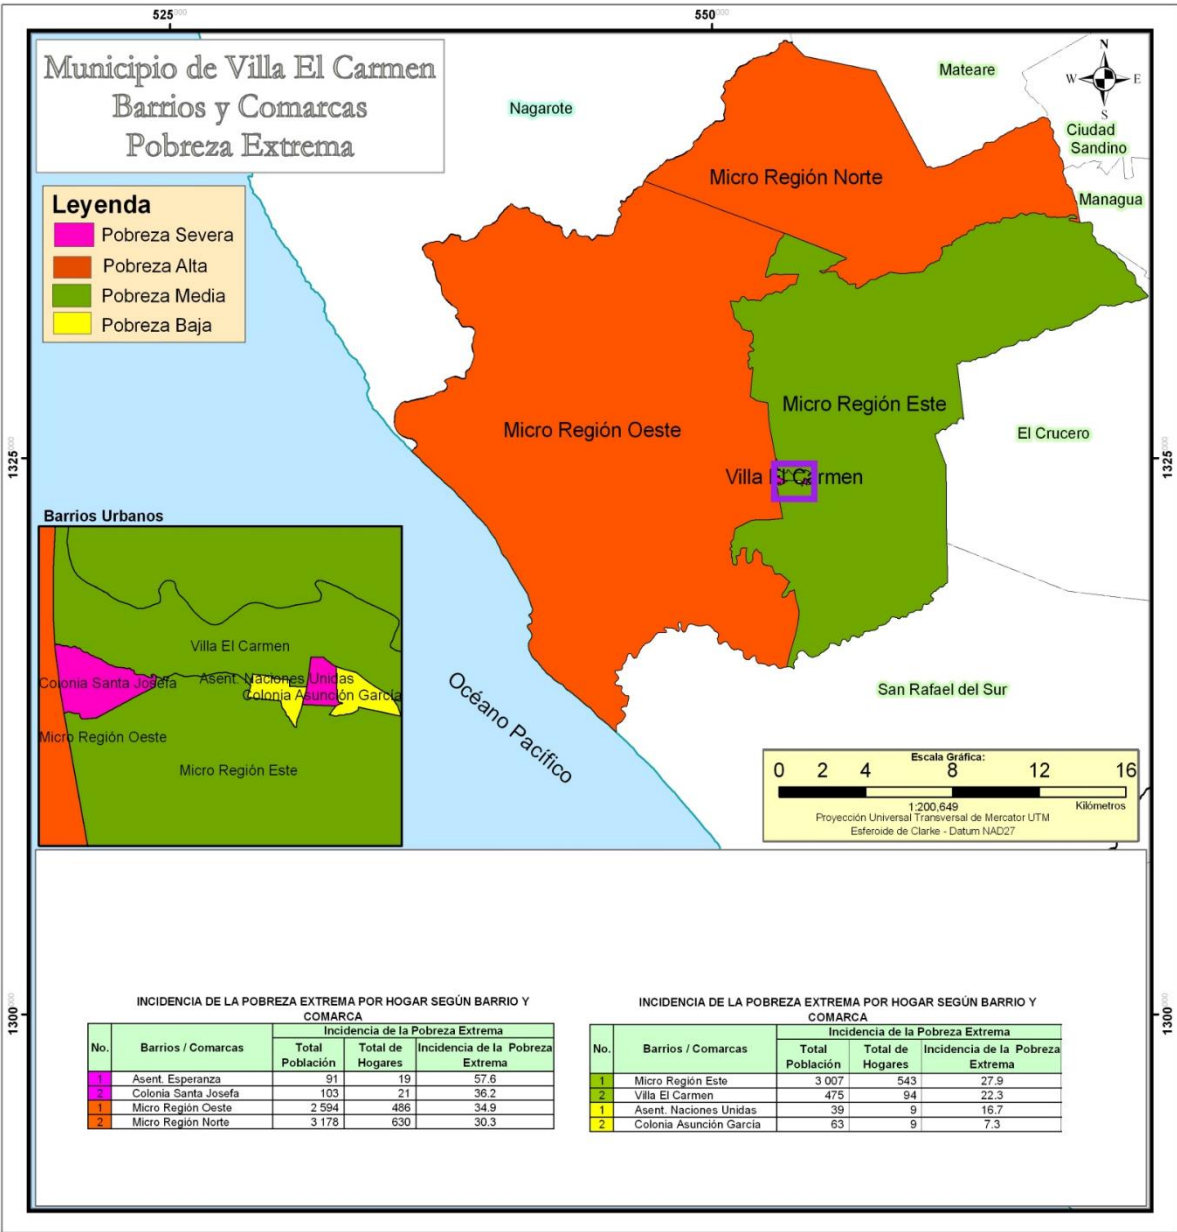 525000
550000
Municipio de Villa El Carmen
Barrios y Comarcas
Pobreza Extrema
Nagarote
Mateare
N
W E
S
Ciudad
Sandino
Managua
Micro Región Norte
Leyenda
Pobreza Severa
Pobreza Alta
Pobreza Media
Pobreza Baja
Micro Región Oeste
Micro Región Este
El Crucero
1325000
1325000
Villa El Carmen
Barrios Urbanos
Villa El Carmen
Asent. Naciones Unidas
Colonia Santa Josefa
Colonia Asunción García
Micro Región Oeste
Micro Región Este
Océano Pacífico
San Rafael del Sur
Escala Gráfica:
0 2 4 8 12 16
1:200,649 Kilómetros
Proyección Universal Transversal de Mercator UTM
Esferoide de Clarke - Datum NAD27
1300000
1300000
INCIDENCIA DE LA POBREZA EXTREMA POR HOGAR SEGÚN BARRIO Y
COMARCA
No. Barrios / Comarcas Incidencia de la Pobreza Extrema
Total Población Total de Hogares Incidencia de la Pobreza Extrema
1 Asent. Esperanza 91 19 57.6
2 Colonia Santa Josefa 103 21 36.2
1 Micro Región Oeste 2 594 486 34.9
2 Micro Región Norte 3 178 630 30.3
INCIDENCIA DE LA POBREZA EXTREMA POR HOGAR SEGÚN BARRIO Y
COMARCA
No. Barrios / Comarcas Incidencia de la Pobreza Extrema
Total Población Total de Hogares Incidencia de la Pobreza Extrema
1 Micro Región Este 3 007 543 27.9
2 Villa El Carmen 475 94 22.3
1 Asent. Naciones Unidas 39 9 16.7
2 Colonia Asunción García 63 9 7.3